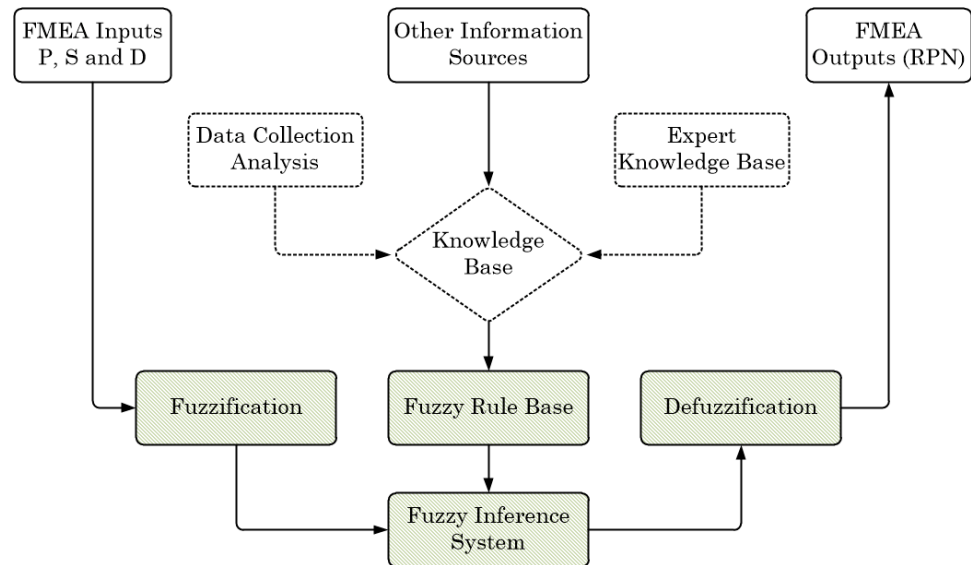 FMEA Inputs
P, S and D
Other Information
Sources
FMEA
Outputs (RPN)
Data Collection
Analysis
Expert
Knowledge Base
Knowledge
Base
Fuzzification
Fuzzy Rule Base
Defuzzification
Fuzzy Inference
System